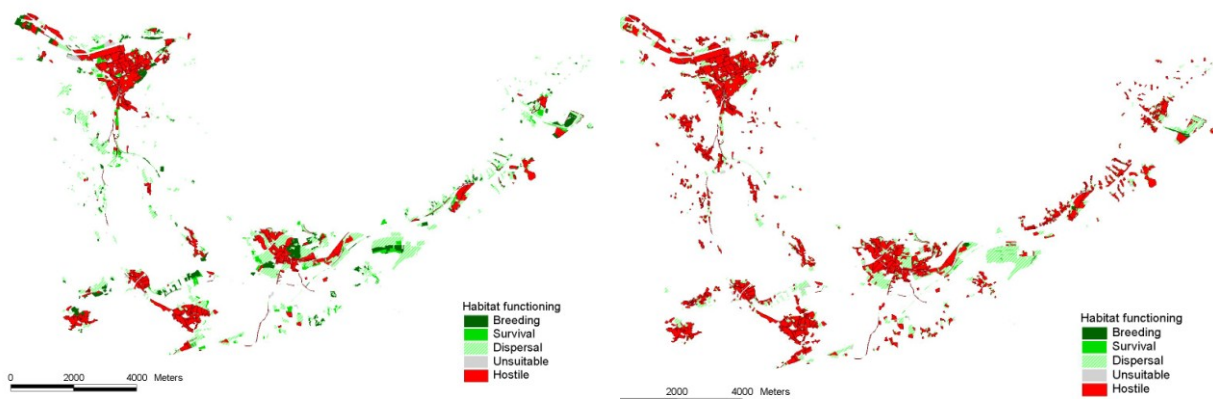 Habitat functioning
Breeding
Survival
Dispersal
Unsuitable
Hostile
0 2000 4000 Meters
Habitat functioning
Breeding
Survival
Dispersal
Unsuitable
Hostile
2000 4000 Meters